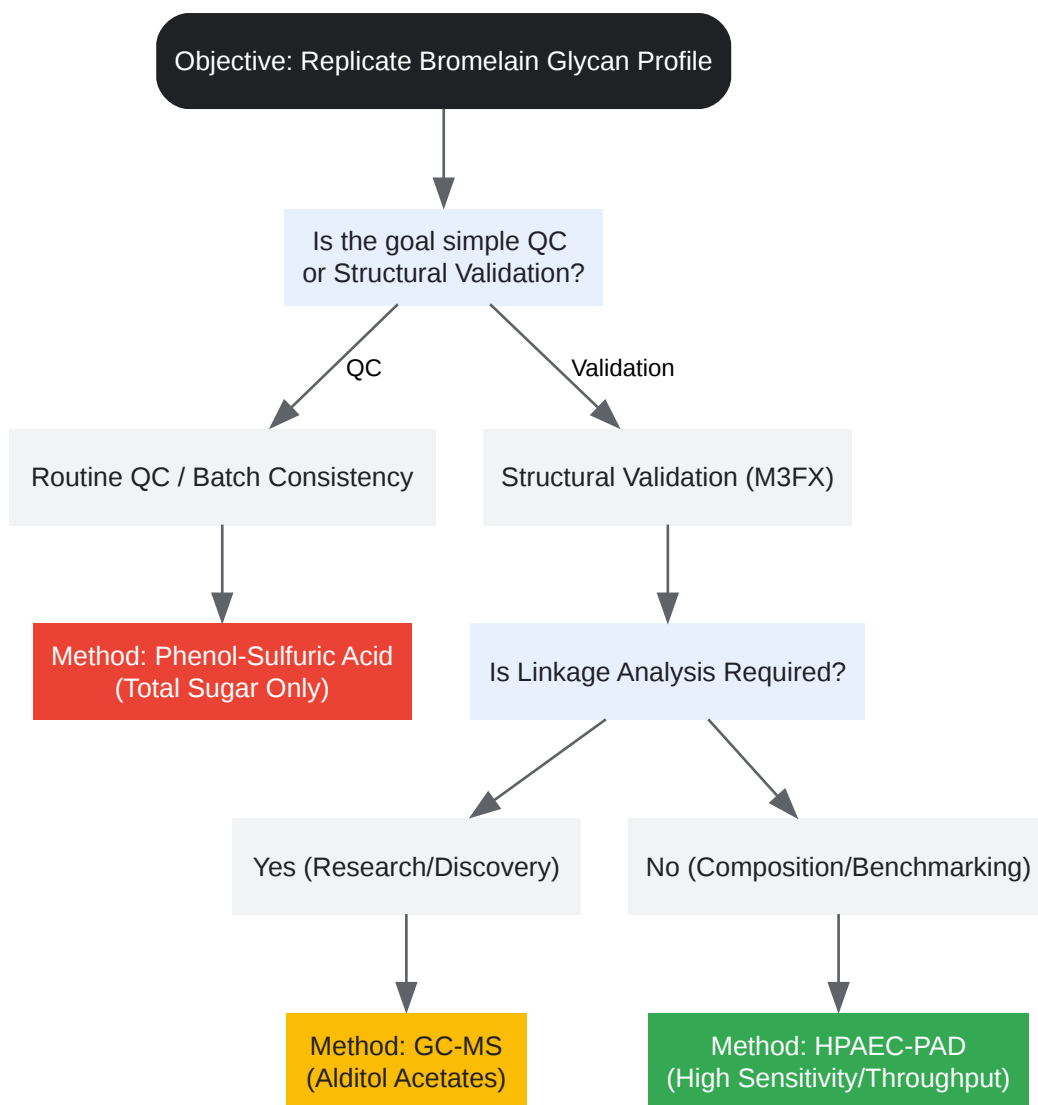 Objective: Replicate Bromelain Glycan Profile
Is the goal simple QC
or Structural Validation?
QC
Validation
Routine QC / Batch Consistency
Structural Validation (M3FX)
Method: Phenol-Sulfuric Acid
(Total Sugar Only)
Is Linkage Analysis Required?
Yes (Research/Discovery)
No (Composition/Benchmarking)
Method: GC-MS
(Alditol Acetates)
Method: HPAEC-PAD
(High Sensitivity/Throughput)